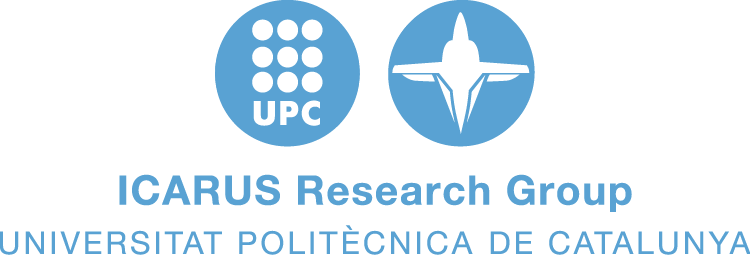 UPC
ICARUS Research Group
UNIVERSITAT POLITÈCNICA DE CATALUNYA